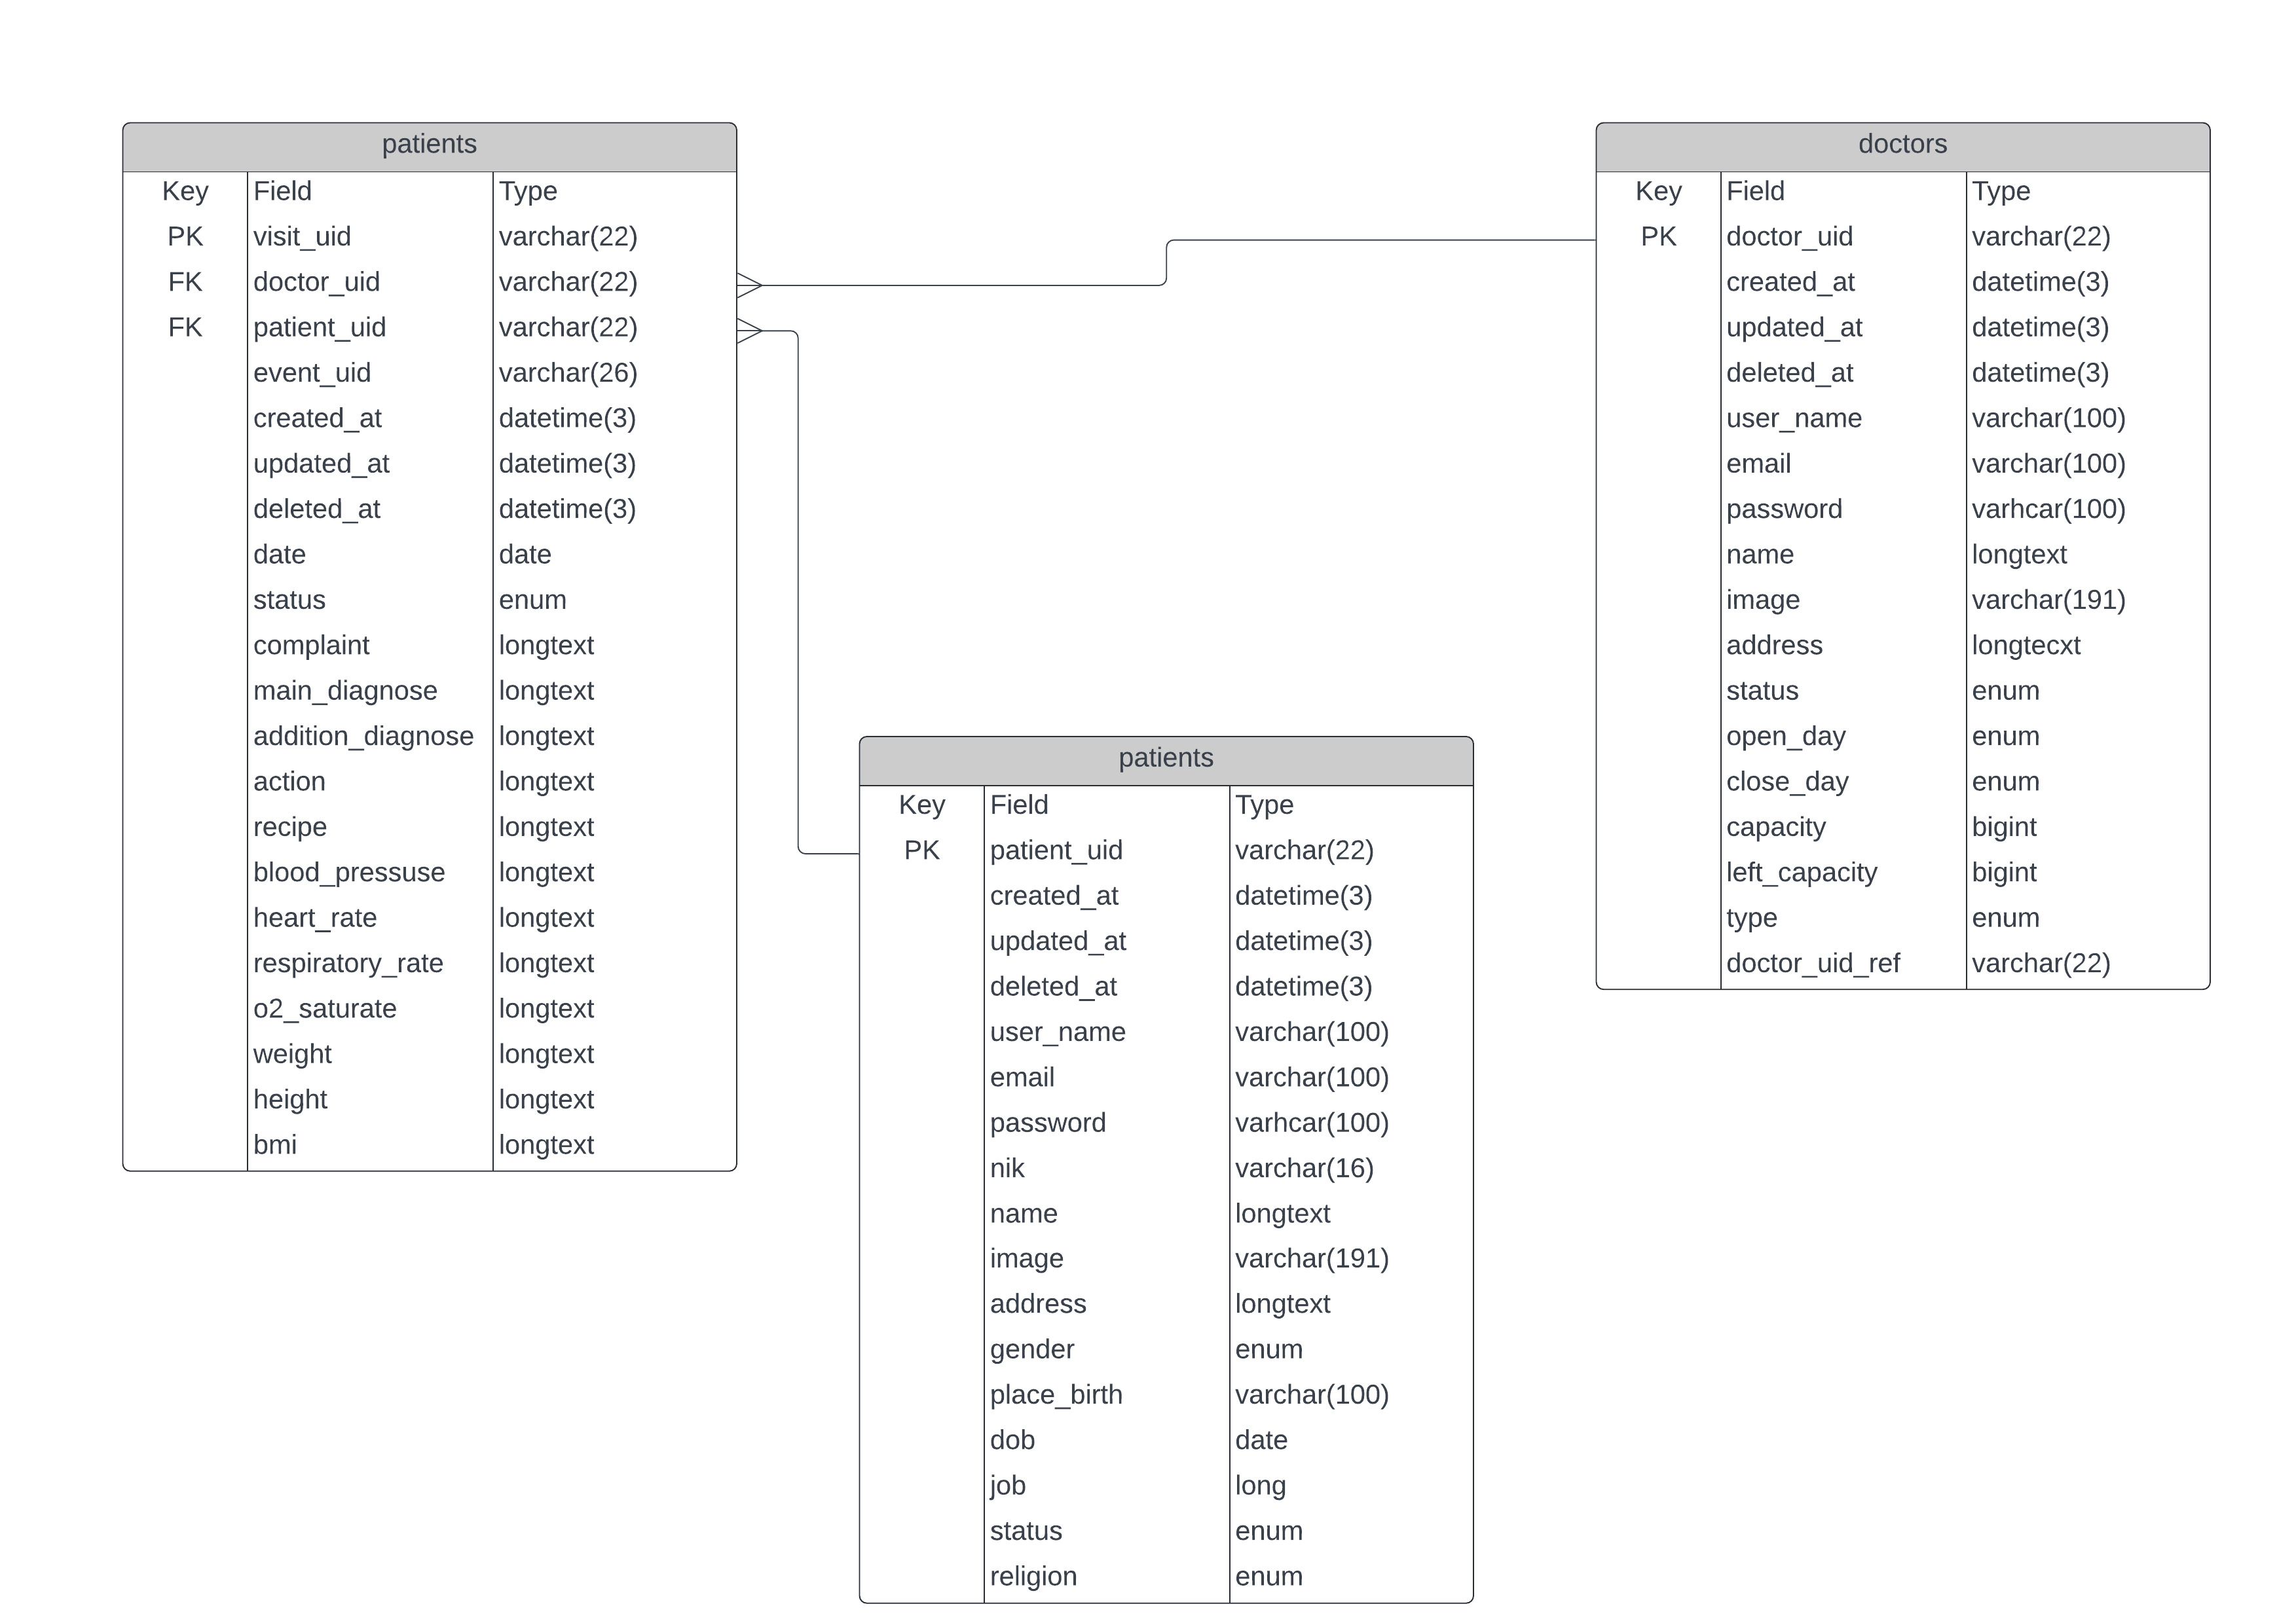 patients
Key Field Type
PK visit_uid varchar(22)
FK doctor_uid varchar(22)
FK patient_uid varchar(22)
event_uid varchar(26)
created_at datetime(3)
updated_at datetime(3)
deleted_at datetime(3)
date date
status enum
complaint longtext
main_diagnose longtext
addition_diagnose longtext
action longtext
recipe longtext
blood_pressuse longtext
heart_rate longtext
respiratory_rate longtext
o2_saturate longtext
weight longtext
height longtext
bmi longtext
doctors
Key Field Type
PK doctor_uid varchar(22)
created_at datetime(3)
updated_at datetime(3)
deleted_at datetime(3)
user_name varchar(100)
email varchar(100)
password varhcar(100)
name longtext
image varchar(191)
address longtecxt
status enum
open_day enum
close_day enum
capacity bigint
left_capacity bigint
type enum
doctor_uid_ref varchar(22)
patients
Key Field Type
PK patient_uid varchar(22)
created_at datetime(3)
updated_at datetime(3)
deleted_at datetime(3)
user_name varchar(100)
email varchar(100)
password varhcar(100)
nik varchar(16)
name longtext
image varchar(191)
address longtext
gender enum
place_birth varchar(100)
dob date
job long
status enum
religion enum